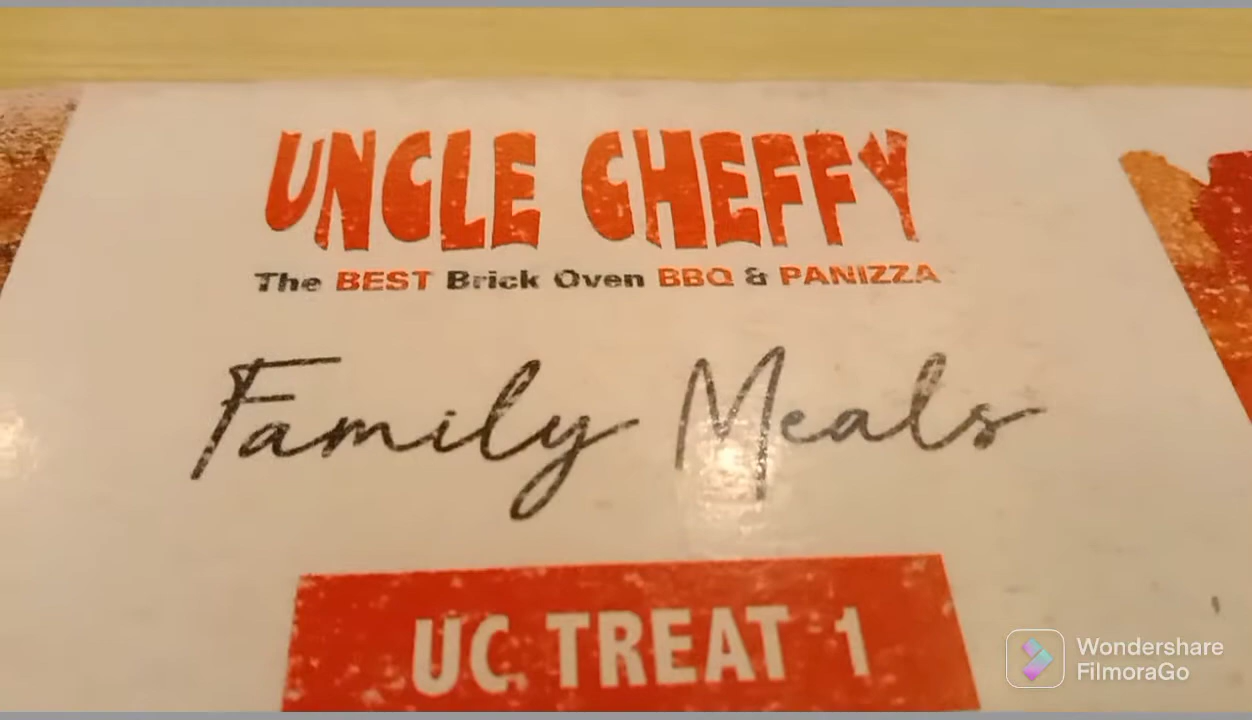 UNCLE CHEFFY
The BEST Brick Oven BBQ & PANIZZA
Family Meals
UC TREAT 1
Wondershare
FilmoraGo